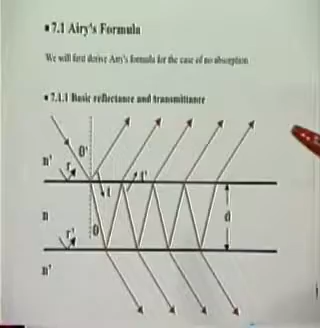 ▪ 7.1 Airy's Formula
We will first derive Airy's formula for the case of no absorption
▪ 7.1.1 Basic reflectance and transmittance
θ'
n'
r
t'
t
n
d
r'
θ
n'